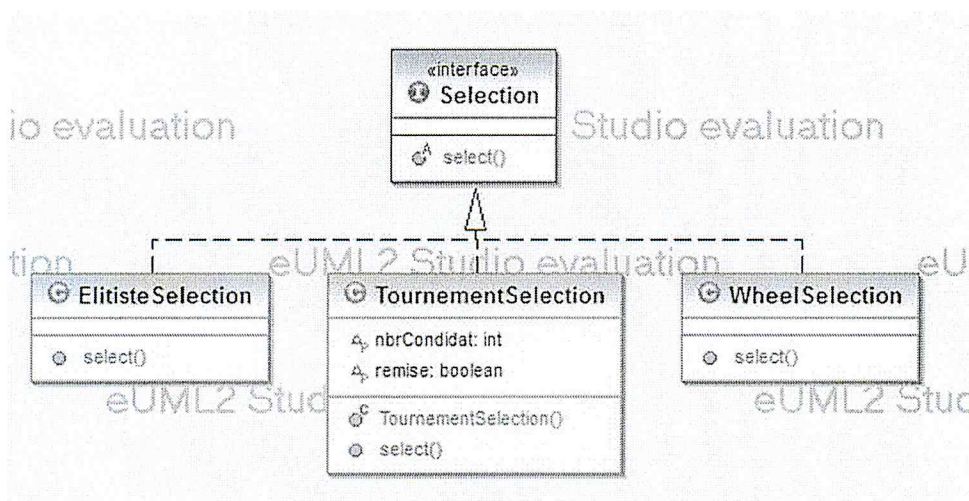 «interface»
Selection
io evaluation
Studio evaluation
select()
tion
eUML2 Studio evaluation
eU
ElitisteSelection
TournementSelection
WheelSelection
nbrCondidat: int
remise: boolean
select()
select()
eUML2 Stud
eUML2 Stud
TournementSelection()
select()